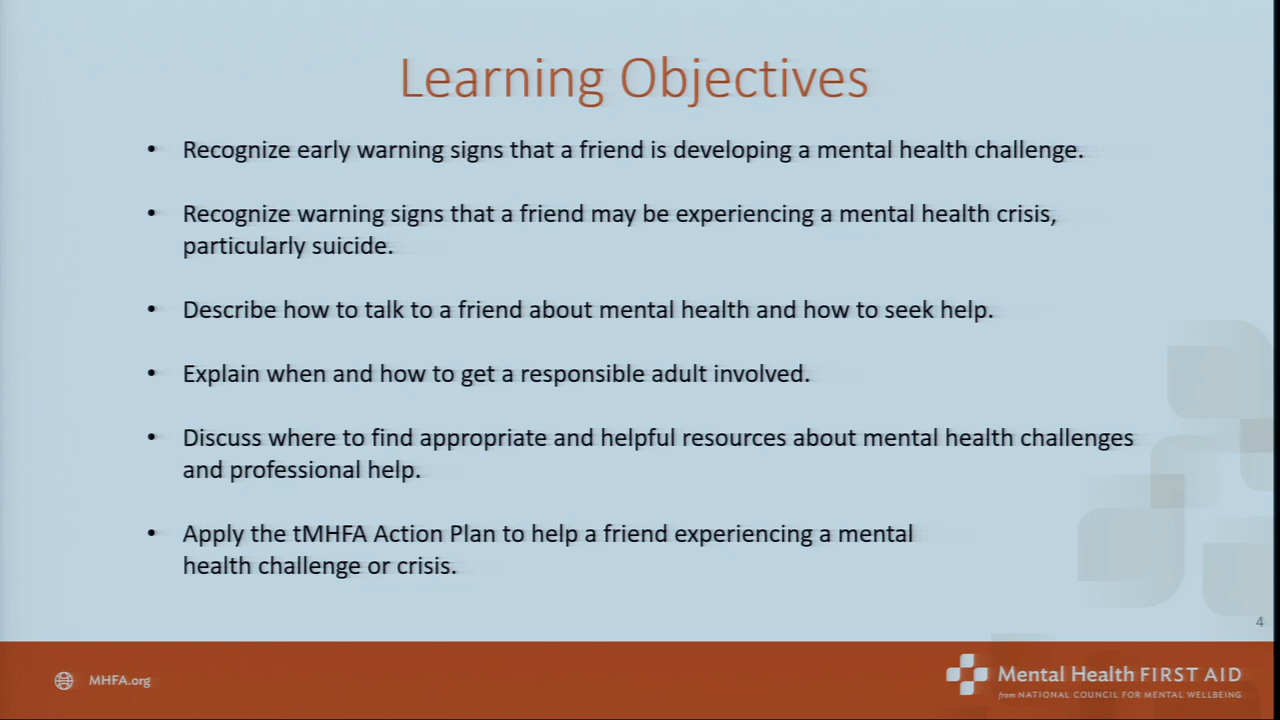 Learning Objectives
• Recognize early warning signs that a friend is developing a mental health challenge.
• Recognize warning signs that a friend may be experiencing a mental health crisis,
particularly suicide.
• Describe how to talk to a friend about mental health and how to seek help.
• Explain when and how to get a responsible adult involved.
• Discuss where to find appropriate and helpful resources about mental health challenges
and professional help.
• Apply the tMHFA Action Plan to help a friend experiencing a mental
health challenge or crisis.
4
MHFA.org
Mental Health FIRST AID
from NATIONAL COUNCIL FOR MENTAL WELLBEING